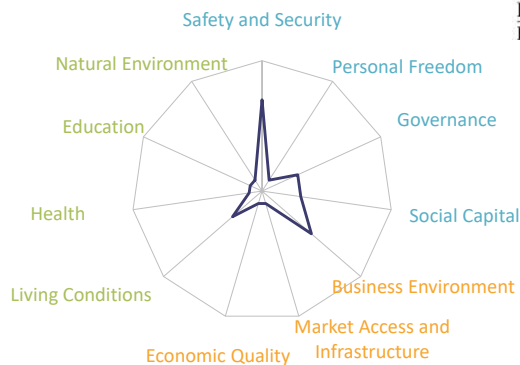 Safety and Security
Natural Environment
Personal Freedom
Education
Governance
Health
Social Capital
Living Conditions
Business Environment
Market Access and
Infrastructure
Economic Quality